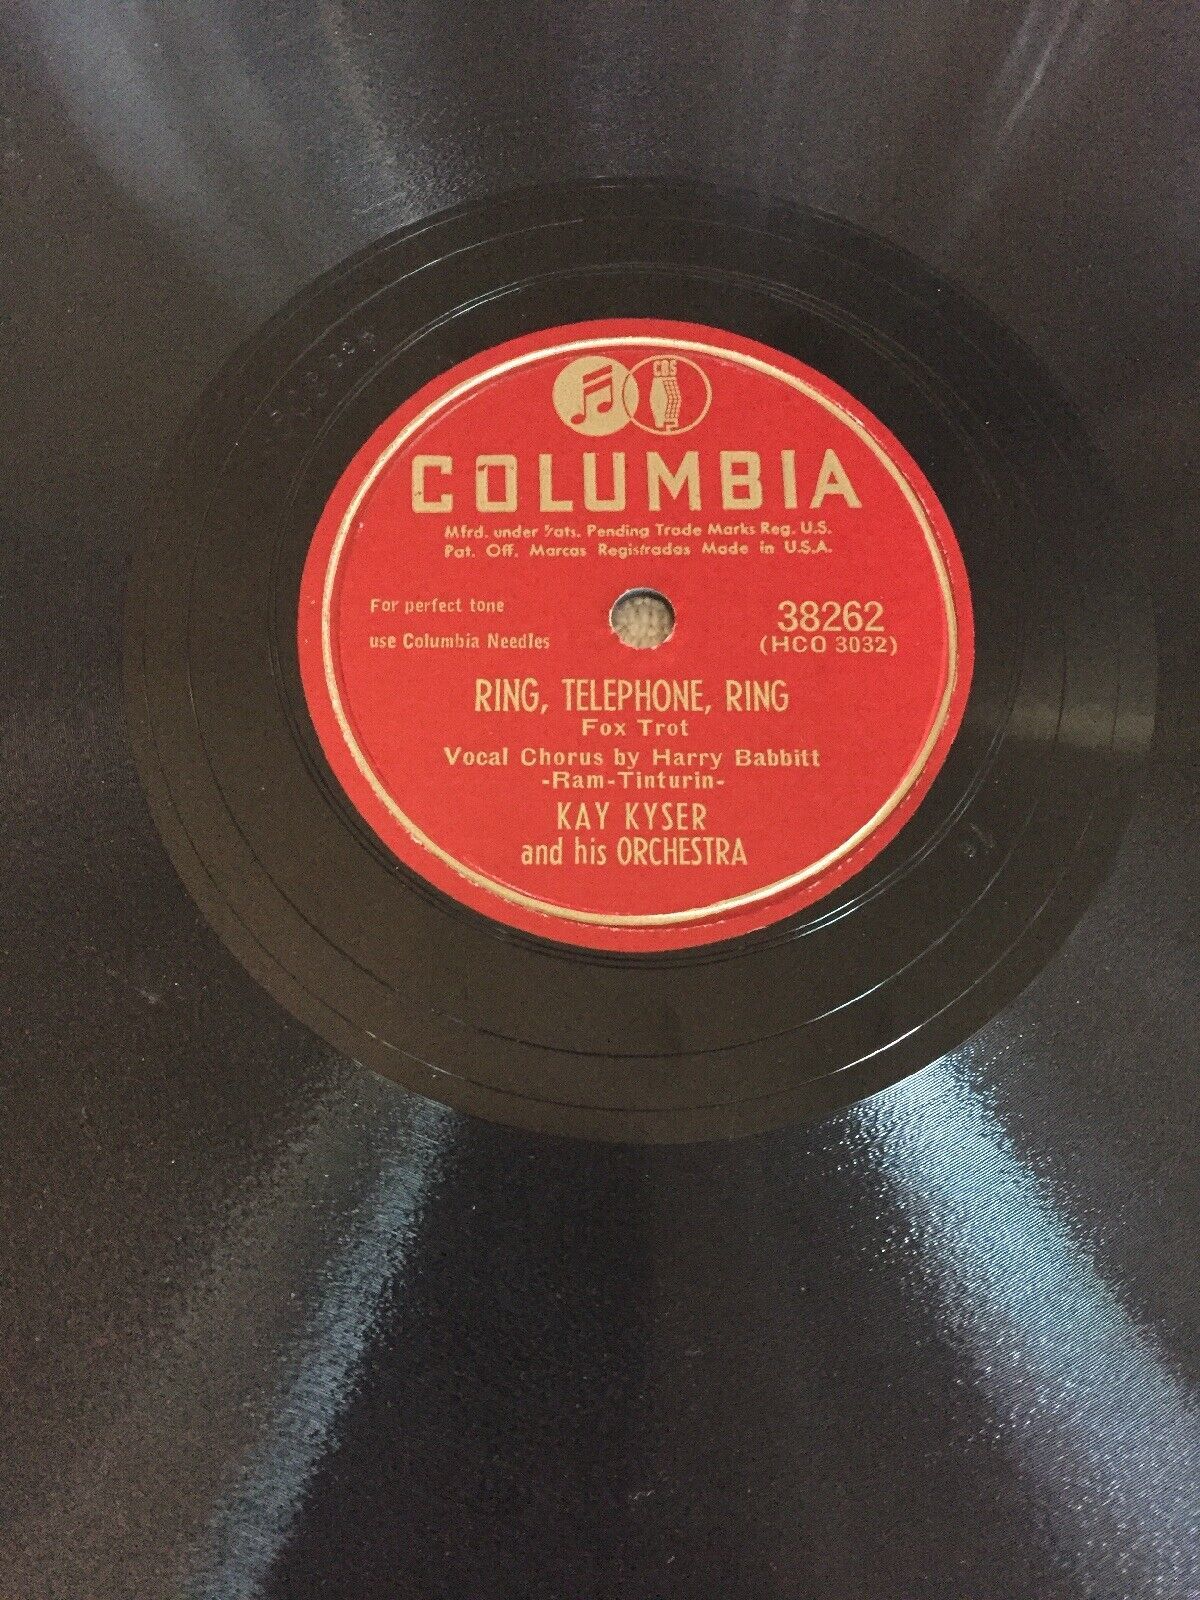 CBS
COLUMBIA
Mfrd. under Pats. Pending Trade Marks Reg. U.S.
Pat. Off. Marcas Registradas Made in U.S.A.
For perfect tone
use Columbia Needles
38262
(HCO 3032)
RING, TELEPHONE, RING
Fox Trot
Vocal Chorus by Harry Babbitt
-Ram-Tinturin-
KAY KYSER
and his ORCHESTRA